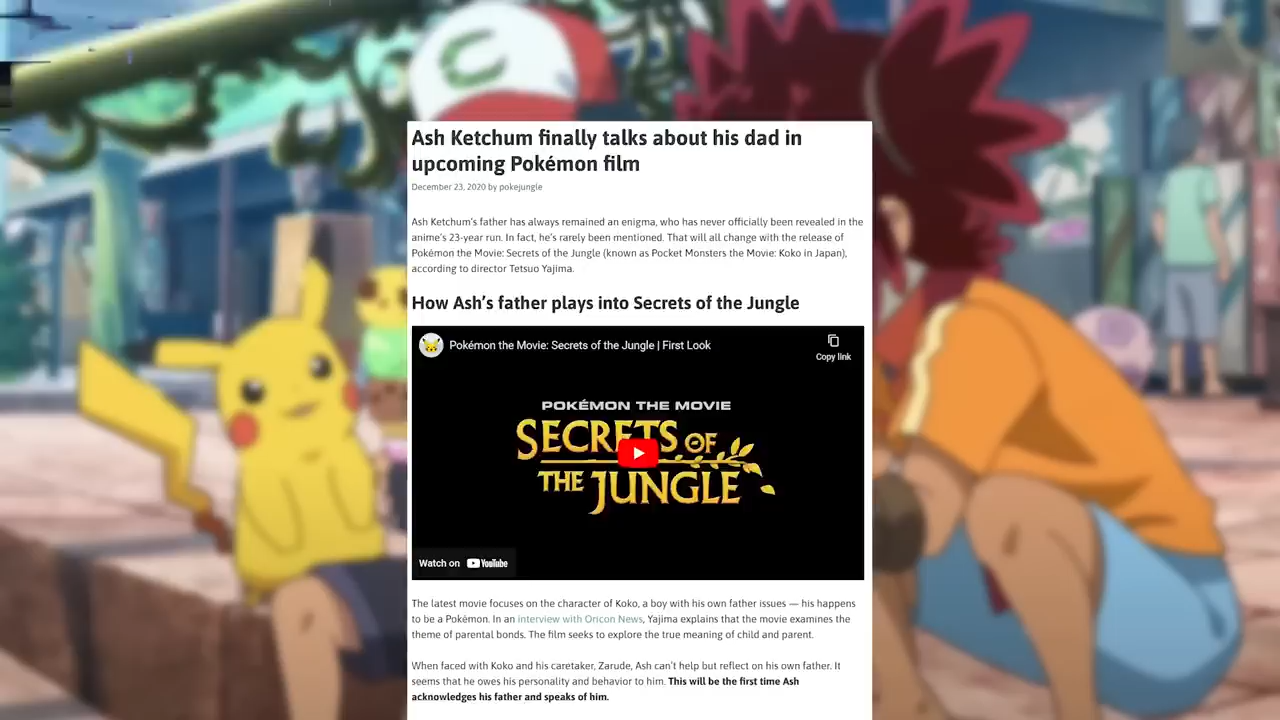 Ash Ketchum finally talks about his dad in
upcoming Pokémon film
December 23, 2020 by pokejungle
Ash Ketchum's father has always remained an enigma, who has never officially been revealed in the
anime's 23-year run. In fact, he's rarely been mentioned. That will all change with the release of
Pokémon the Movie: Secrets of the Jungle (known as Pocket Monsters the Movie: Koko in Japan),
according to director Tetsuo Yajima.
How Ash's father plays into Secrets of the Jungle
Pokémon the Movie: Secrets of the Jungle | First Look
Copy link
POKÉMON THE MOVIE
SECRETS OF
THE JUNGLE
Watch on YouTube
The latest movie focuses on the character of Koko, a boy with his own father issues — his happens
to be a Pokémon. In an interview with Oricon News, Yajima explains that the movie examines the
theme of parental bonds. The film seeks to explore the true meaning of child and parent.
When faced with Koko and his caretaker, Zarude, Ash can't help but reflect on his own father. It
seems that he owes his personality and behavior to him. This will be the first time Ash
acknowledges his father and speaks of him.